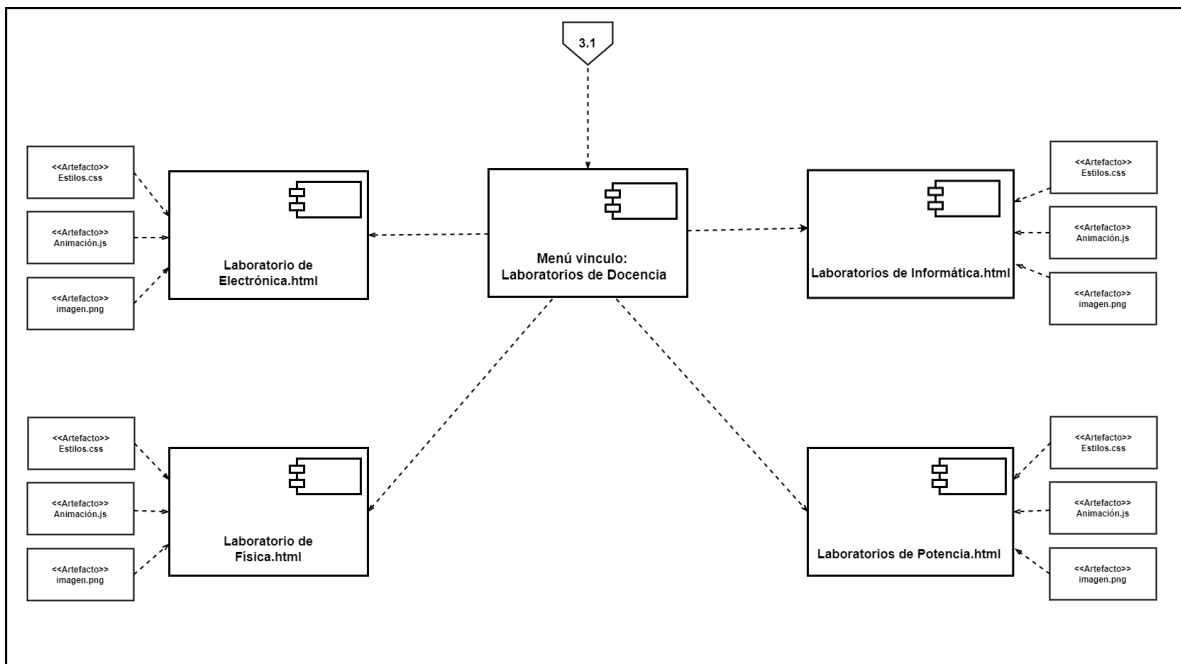 3.1
<<Artefacto>>
Estilos.css
<<Artefacto>>
Animación.js
<<Artefacto>>
imagen.png
Laboratorio de
Electrónica.html
Menú vinculo:
Laboratorios de Docencia
Laboratorios de Informática.html
<<Artefacto>>
Estilos.css
<<Artefacto>>
Animación.js
<<Artefacto>>
imagen.png
<<Artefacto>>
Estilos.css
<<Artefacto>>
Animación.js
<<Artefacto>>
imagen.png
Laboratorio de
Física.html
Laboratorios de Potencia.html
<<Artefacto>>
Estilos.css
<<Artefacto>>
Animación.js
<<Artefacto>>
imagen.png